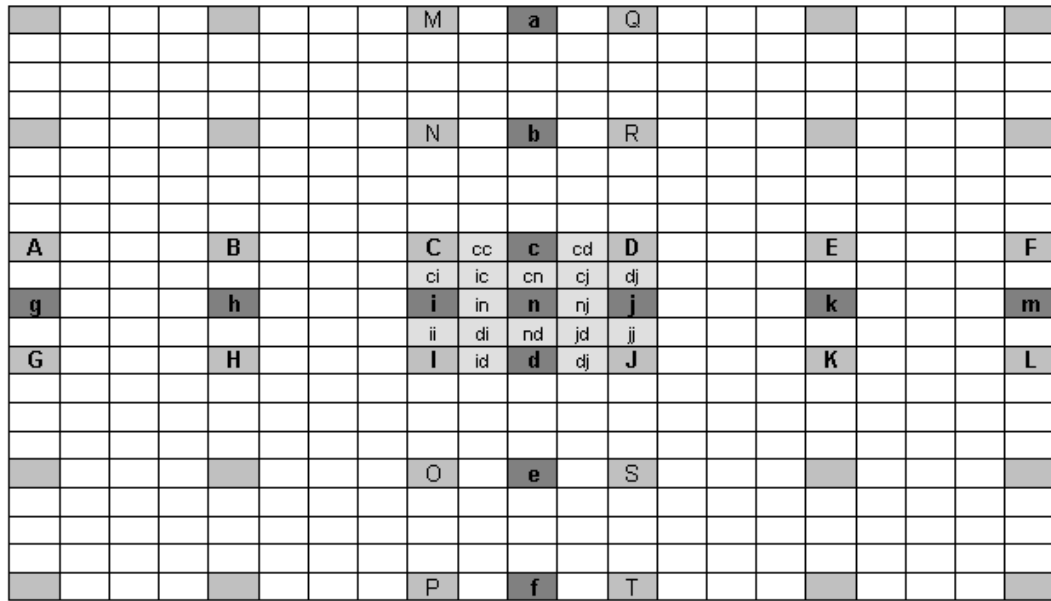 M a Q
N b R
A B C cc c cd D E F
ci ic cn cj dj
g h i in n nj j k m
ii di nd jd jj
G H I id d dj J K L
O e S
P f T